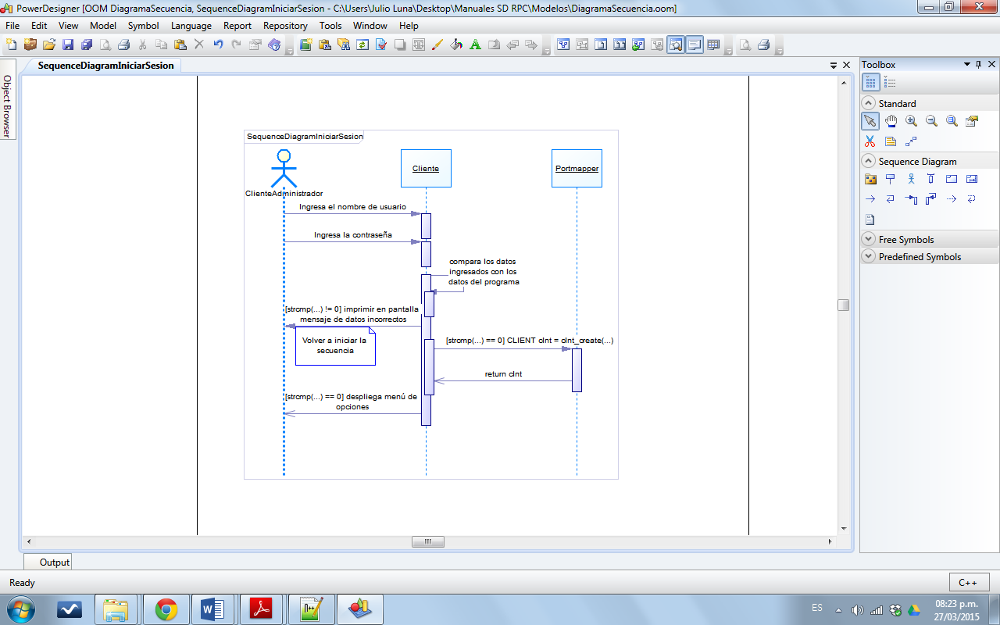 PowerDesigner [OOM DiagramaSecuencia, SequenceDiagramIniciarSesion - C:\Users\Julio Luna\Desktop\Manuales SD RPC\Modelos\DiagramaSecuencia.oom]
File Edit View Model Symbol Language Report Repository Tools Window Help
SequenceDiagramIniciarSesion
Object Browser
SequenceDiagramIniciarSesion
Cliente
Portmapper
ClienteAdministrador
Ingresa el nombre de usuario
Ingresa la contraseña
compara los datos
ingresados con los
datos del programa
[strcmp(...) != 0] imprimir en pantalla
mensaje de datos incorrectos
Volver a iniciar la
secuencia
[strcmp(...) == 0] CLIENT clnt = clnt_create(...)
return clnt
[strcmp(...) == 0] despliega menú de
opciones
Toolbox
Standard
Sequence Diagram
Free Symbols
Predefined Symbols
Output
Ready
C++
ES
08:23 p.m.
27/03/2015